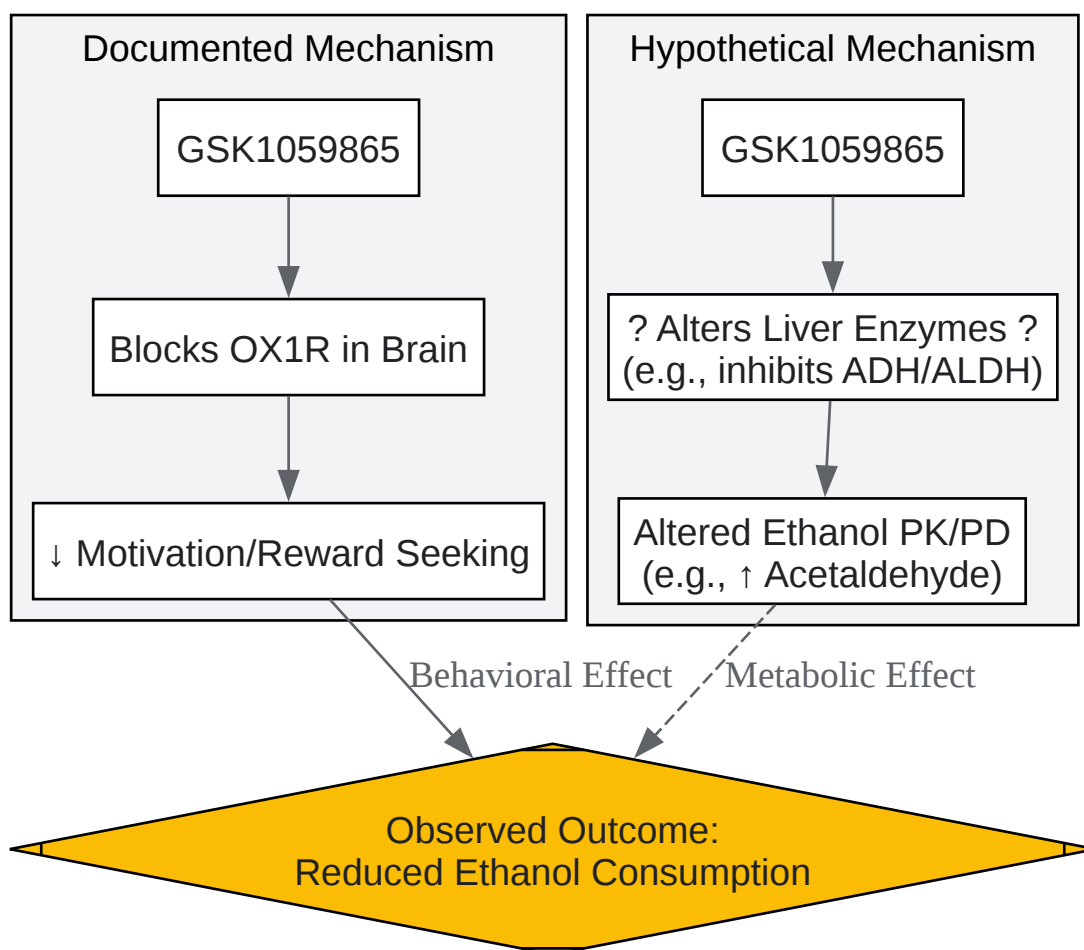 Documented Mechanism
GSK1059865
Blocks OX1R in Brain
↓ Motivation/Reward Seeking
Hypothetical Mechanism
GSK1059865
? Alters Liver Enzymes ?
(e.g., inhibits ADH/ALDH)
Altered Ethanol PK/PD
(e.g., ↑ Acetaldehyde)
Behavioral Effect
Metabolic Effect
Observed Outcome:
Reduced Ethanol Consumption